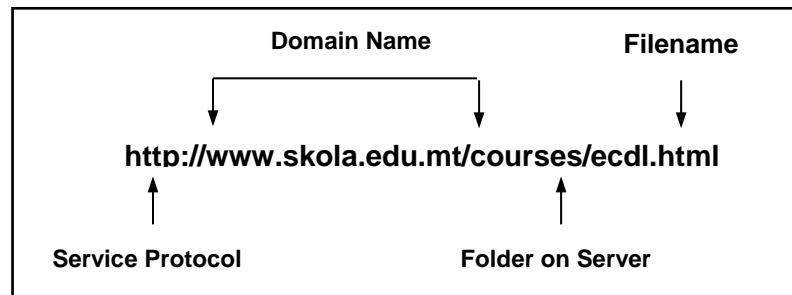 Domain Name Filename
http://www.skola.edu.mt/courses/ecdl.html
Service Protocol Folder on Server